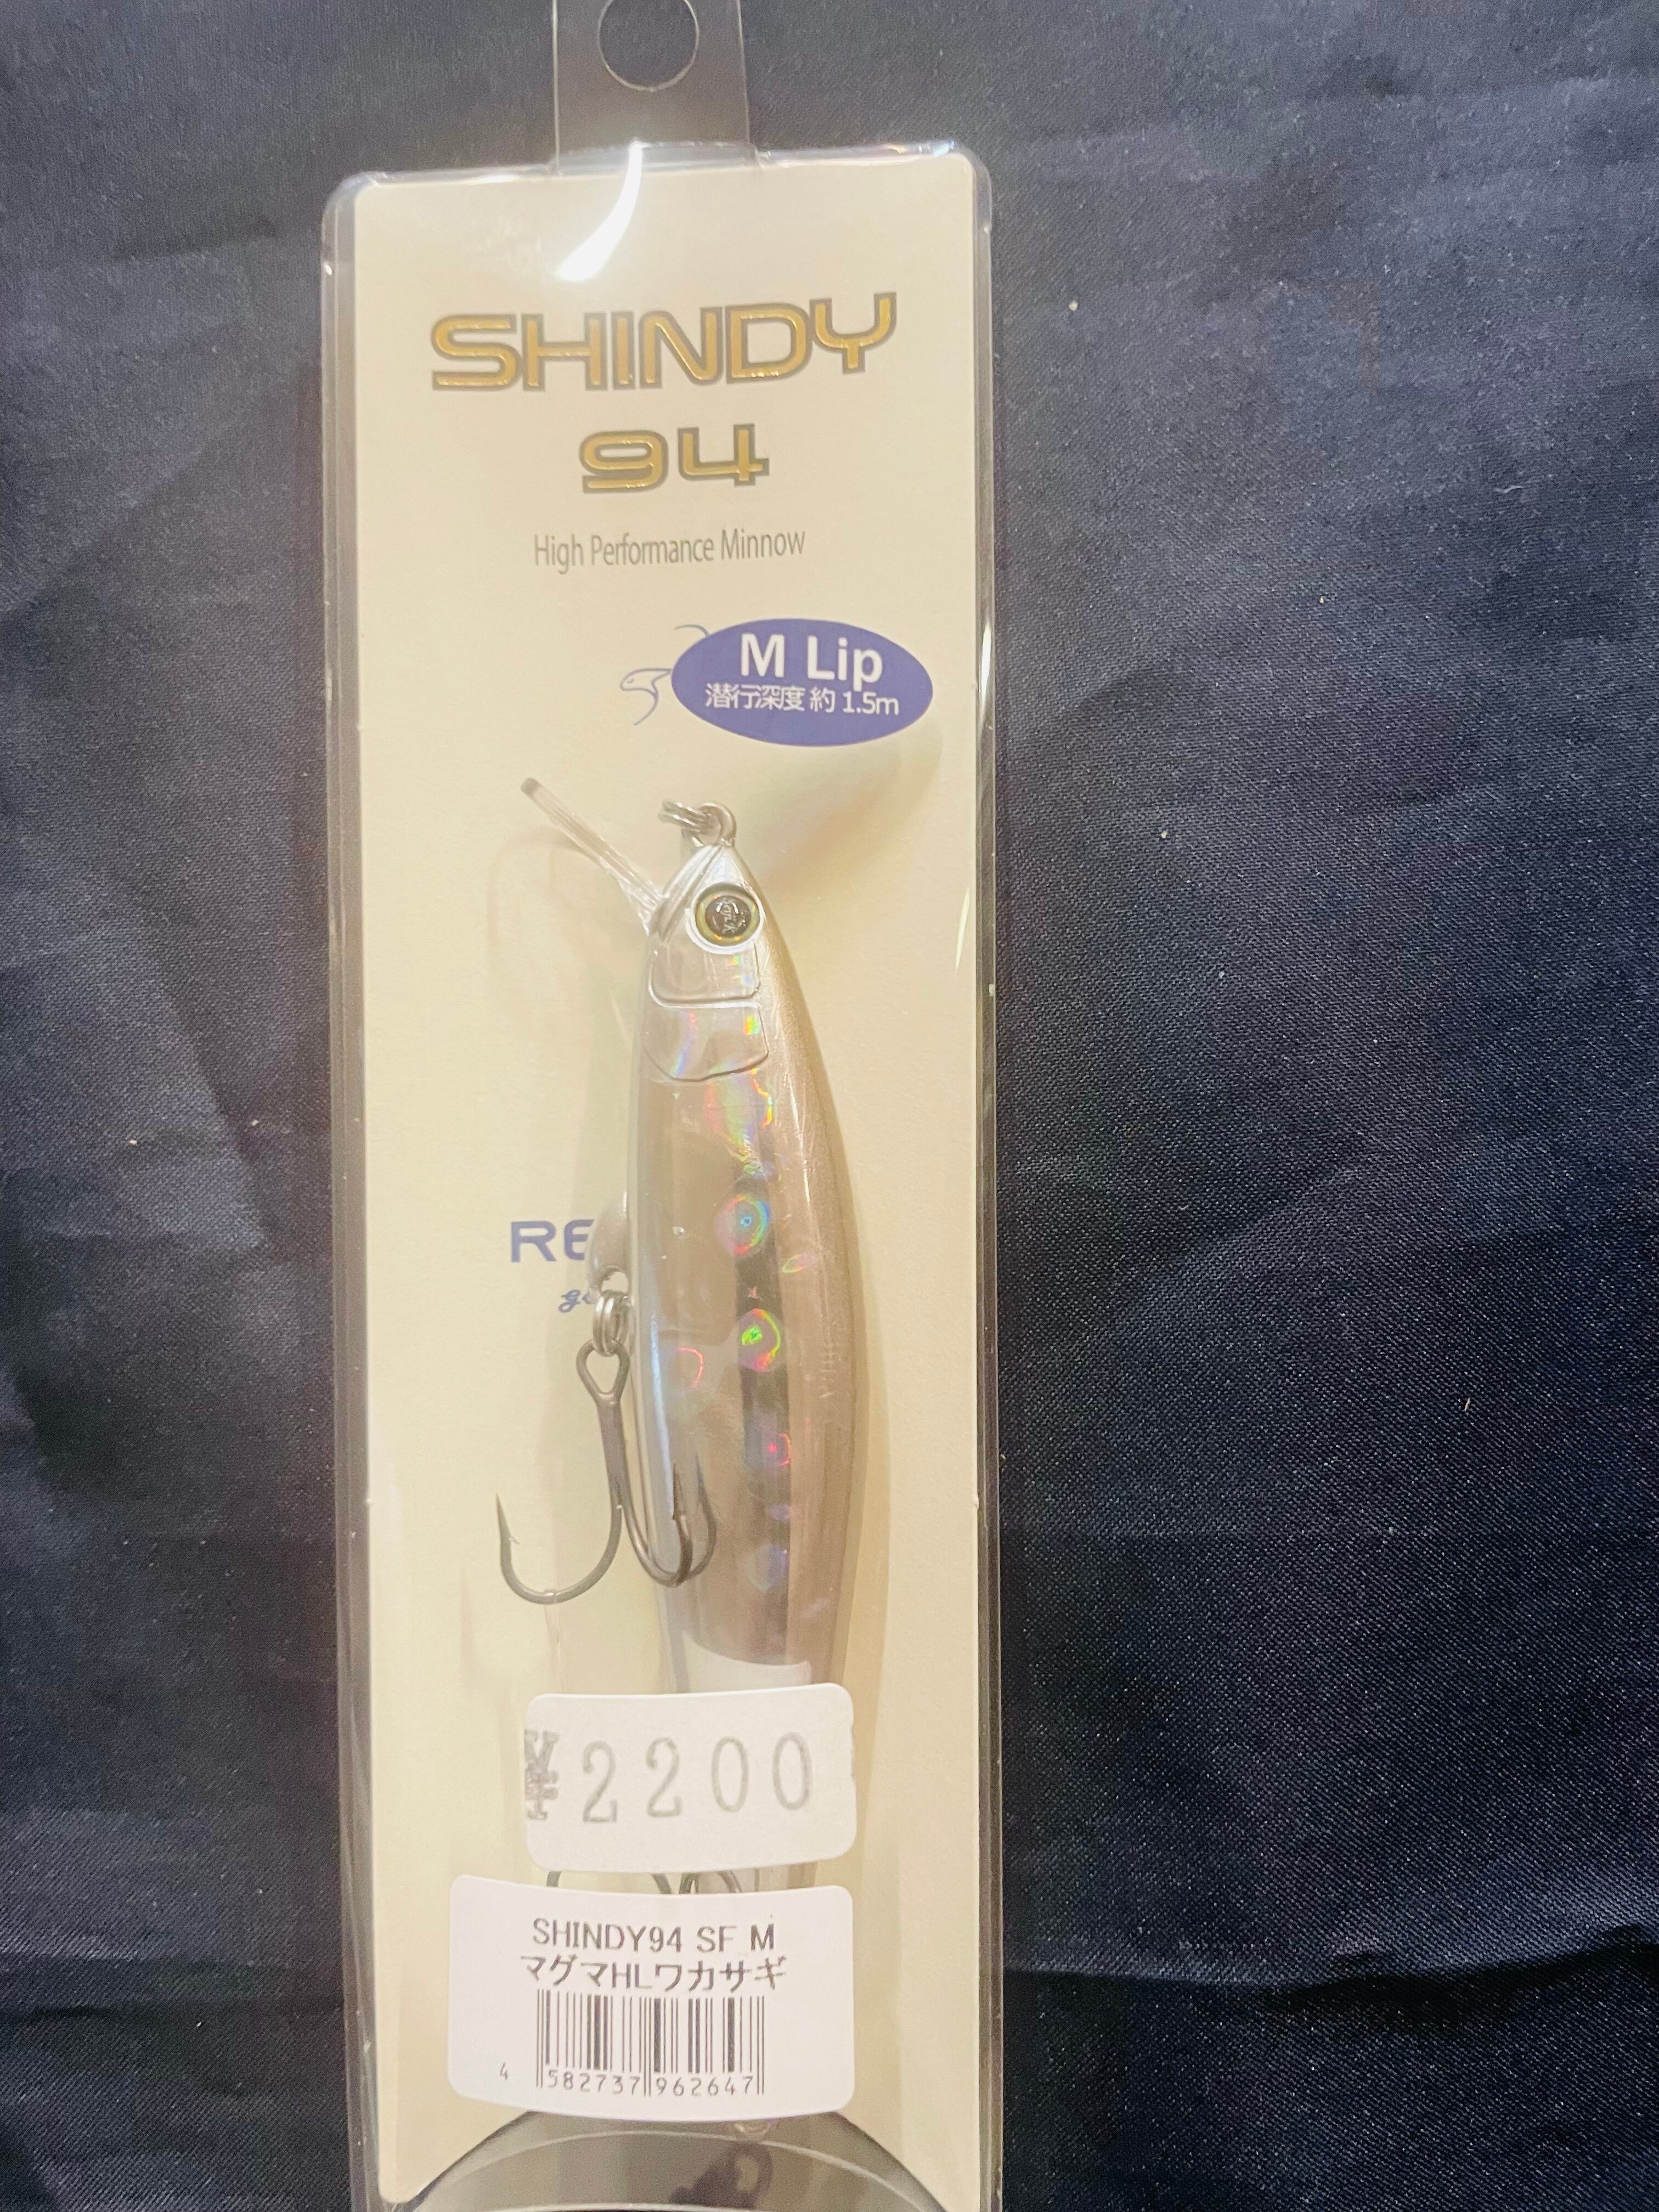 SHINDY
94
High Performance Minnow
M Lip
潜行深度 約 1.5m
RE
¥2200
SHINDY94 SF M
マグマHLワカサギ
4 582737 962647